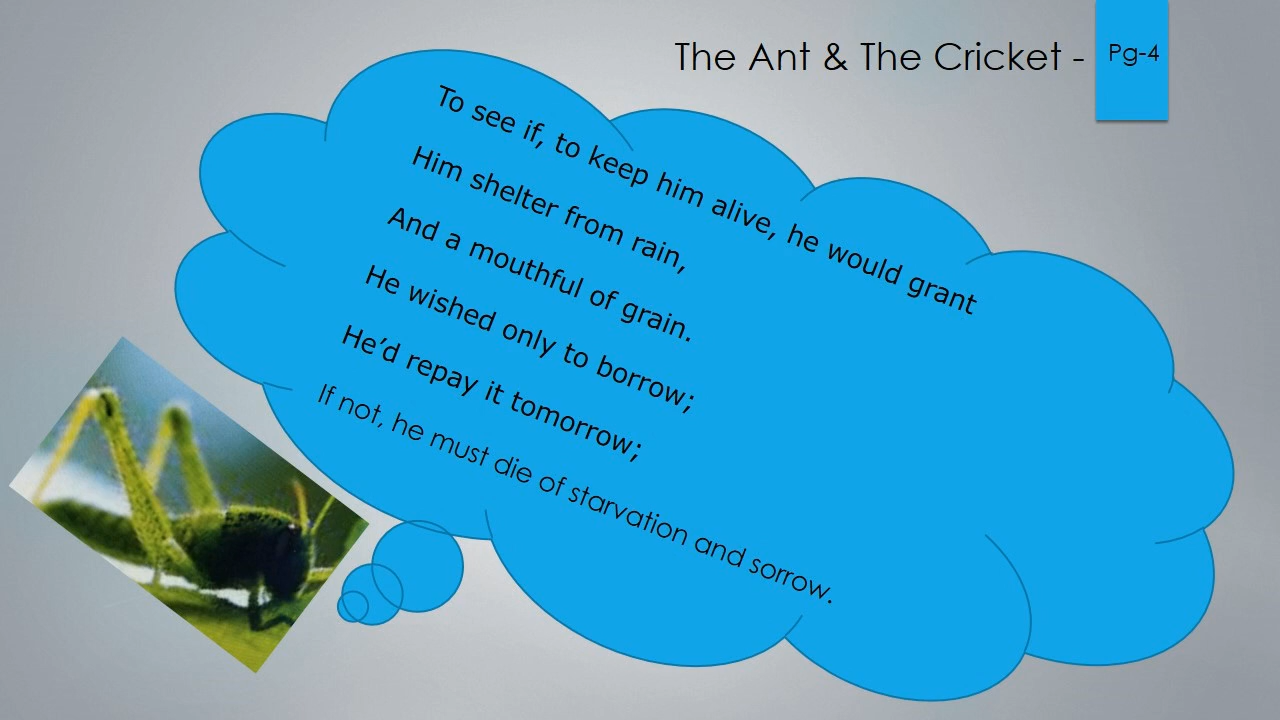 The Ant & The Cricket -
Pg-4
To see if, to keep him alive, he would grant
Him shelter from rain,
And a mouthful of grain.
He wished only to borrow;
He’d repay it tomorrow;
If not, he must die of starvation and sorrow.